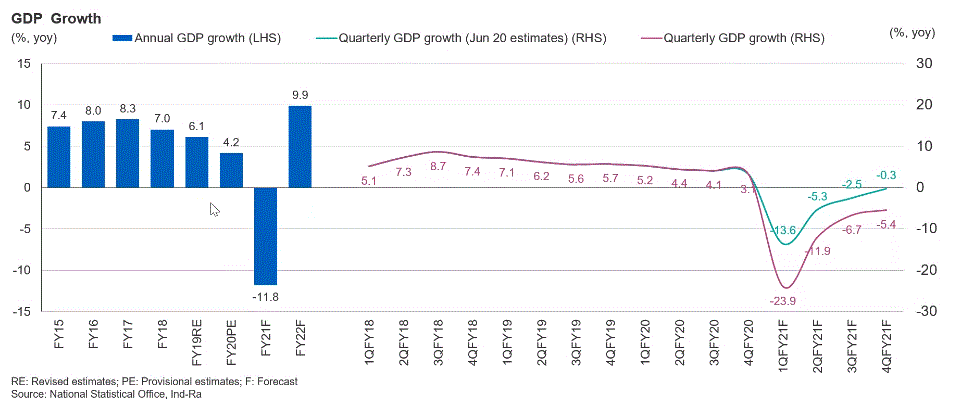 GDP Growth
(%, yoy)
Annual GDP growth (LHS)
Quarterly GDP growth (Jun 20 estimates) (RHS)
Quarterly GDP growth (RHS)
(%, yoy)
15
10
5
0
-5
-10
-15
7.4
8.0
8.3
7.0
6.1
4.2
-11.8
9.9
5.1
7.3
8.7
7.4
7.1
6.2
5.6
5.7
5.2
4.4
4.1
3.1
-13.6
-5.3
-2.5
-0.3
-23.9
-11.9
-6.7
-5.4
30
20
10
0
-10
-20
-30
FY15
FY16
FY17
FY18
FY19RE
FY20PE
FY21F
FY22F
1QFY18
2QFY18
3QFY18
4QFY18
1QFY19
2QFY19
3QFY19
4QFY19
1QFY20
2QFY20
3QFY20
4QFY20
1QFY21F
2QFY21F
3QFY21F
4QFY21F
RE: Revised estimates; PE: Provisional estimates; F: Forecast
Source: National Statistical Office, Ind-Ra